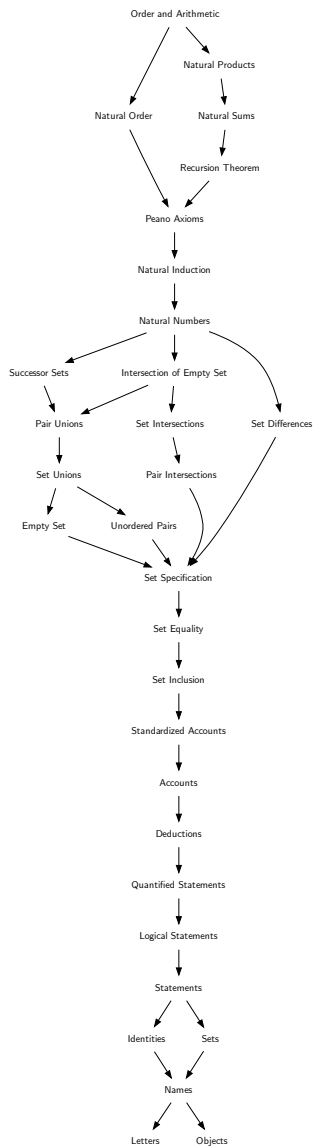 Order and Arithmetic
Natural Products
Natural Order
Natural Sums
Recursion Theorem
Peano Axioms
Natural Induction
Natural Numbers
Successor Sets
Intersection of Empty Set
Pair Unions
Set Intersections
Set Differences
Set Unions
Pair Intersections
Empty Set
Unordered Pairs
Set Specification
Set Equality
Set Inclusion
Standardized Accounts
Accounts
Deductions
Quantified Statements
Logical Statements
Statements
Identities
Sets
Names
Letters
Objects